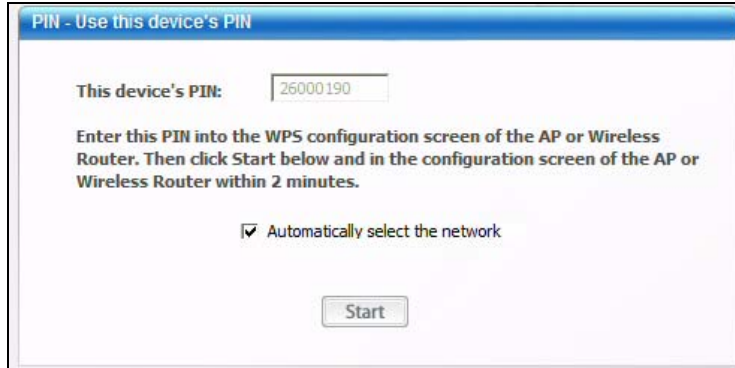 PIN - Use this device's PIN
This device's PIN: 26000190
Enter this PIN into the WPS configuration screen of the AP or Wireless
Router. Then click Start below and in the configuration screen of the AP or
Wireless Router within 2 minutes.
Automatically select the network
Start